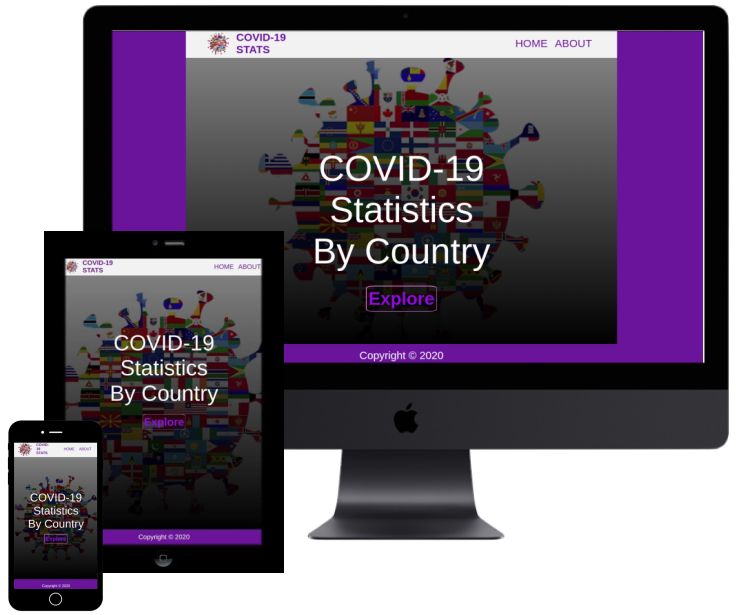 COVID-19
STATS
HOME ABOUT
COVID-19
Statistics
By Country
Explore
Copyright © 2020
COVID-19
STATS
HOME ABOUT
COVID-19
Statistics
By Country
Explore
Copyright © 2020
COVID-
19
STATS
HOME ABOUT
COVID-19
Statistics
By Country
Explore
Copyright © 2020